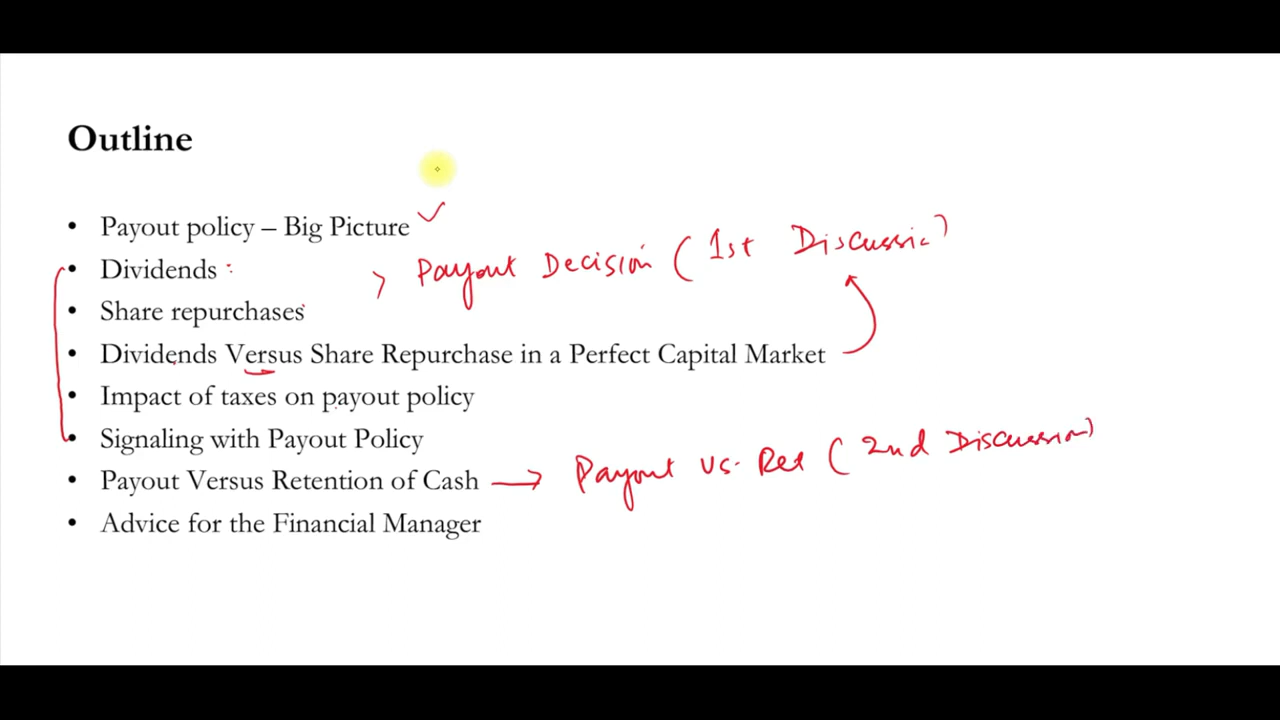 Outline
• Payout policy – Big Picture
• Dividends
Payout Decision (1st Discussion)
• Share repurchases
• Dividends Versus Share Repurchase in a Perfect Capital Market
• Impact of taxes on payout policy
• Signaling with Payout Policy
• Payout Versus Retention of Cash → Payout vs. Ret (2nd Discussion)
• Advice for the Financial Manager